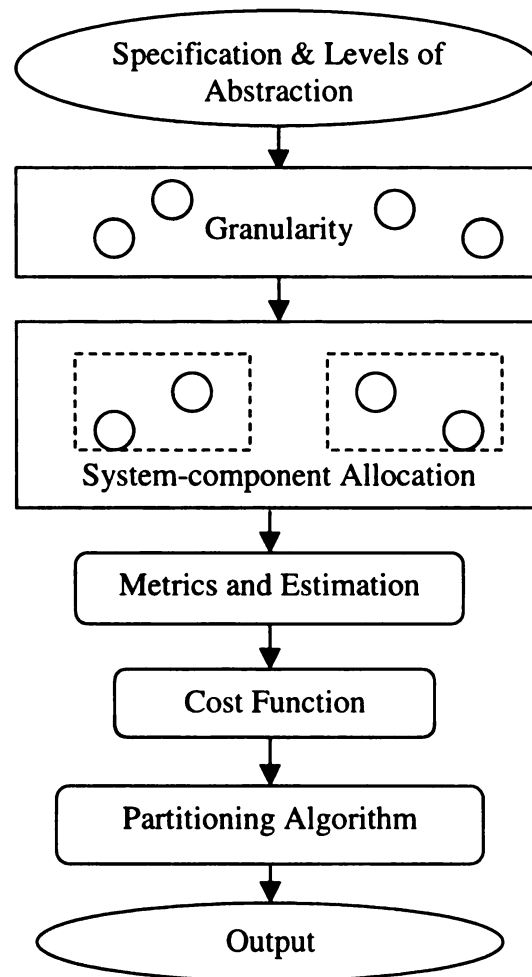 Specification & Levels of
Abstraction
Granularity
System-component Allocation
Metrics and Estimation
Cost Function
Partitioning Algorithm
Output